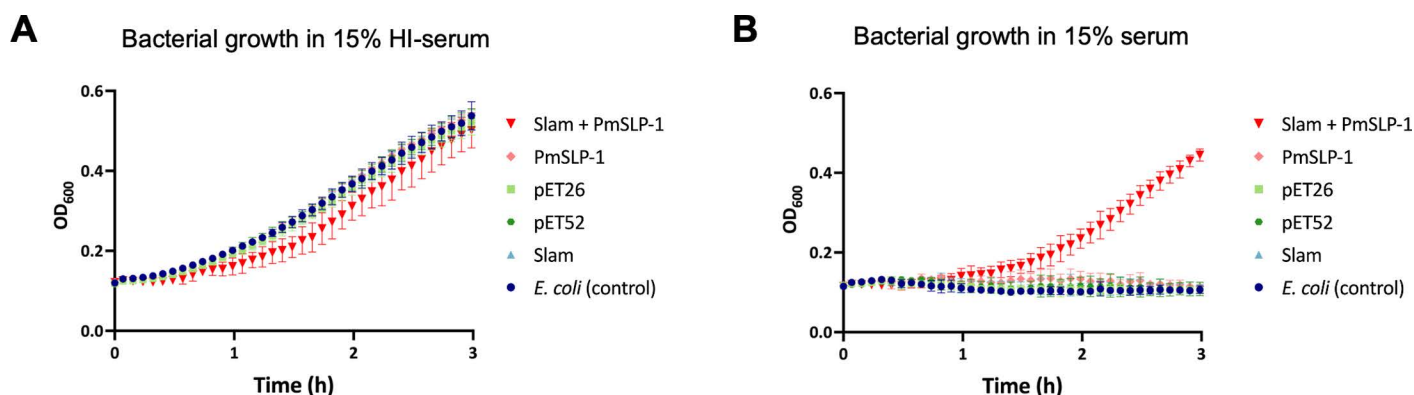 A
Bacterial growth in 15% HI-serum
0.6
0.4
0.2
0.0
OD600
0
1
2
3
Time (h)
Slam + PmSLP-1
PmSLP-1
pET26
pET52
Slam
E. coli (control)
B
Bacterial growth in 15% serum
0.6
0.4
0.2
0.0
OD600
0
1
2
3
Time (h)
Slam + PmSLP-1
PmSLP-1
pET26
pET52
Slam
E. coli (control)